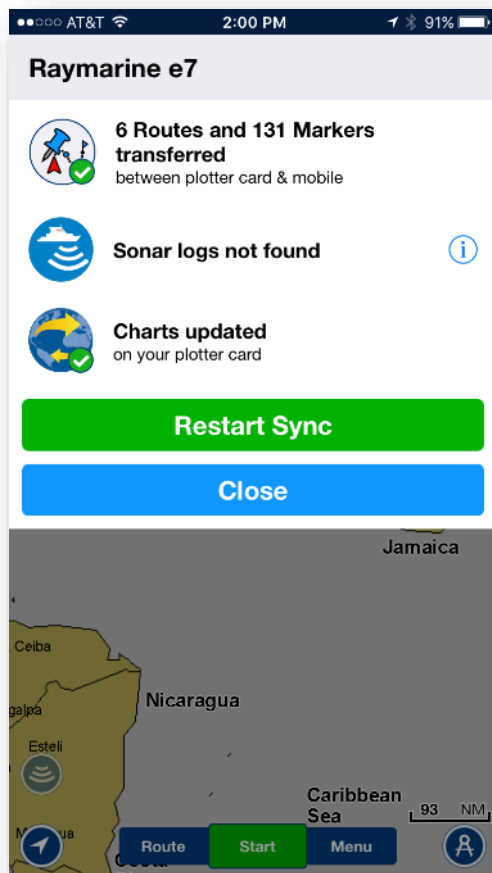 AT&T 2:00 PM 91%
Raymarine e7
6 Routes and 131 Markers
transferred
between plotter card & mobile
Sonar logs not found
i
Charts updated
on your plotter card
Restart Sync
Close
Jamaica
Ceiba
Nicaragua
galpa
Esteli
Caribbean
Sea
93 NM
Route Start Menu